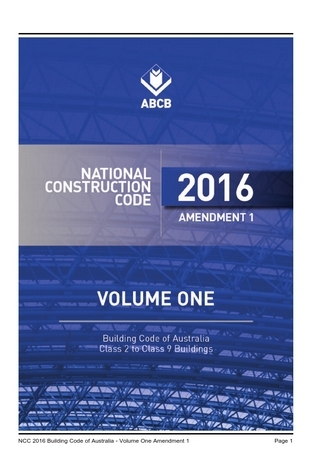 ABCB
NATIONAL
CONSTRUCTION
CODE
2016
AMENDMENT 1
VOLUME ONE
Building Code of Australia
Class 2 to Class 9 Buildings
NCC 2016 Building Code of Australia - Volume One Amendment 1 Page 1